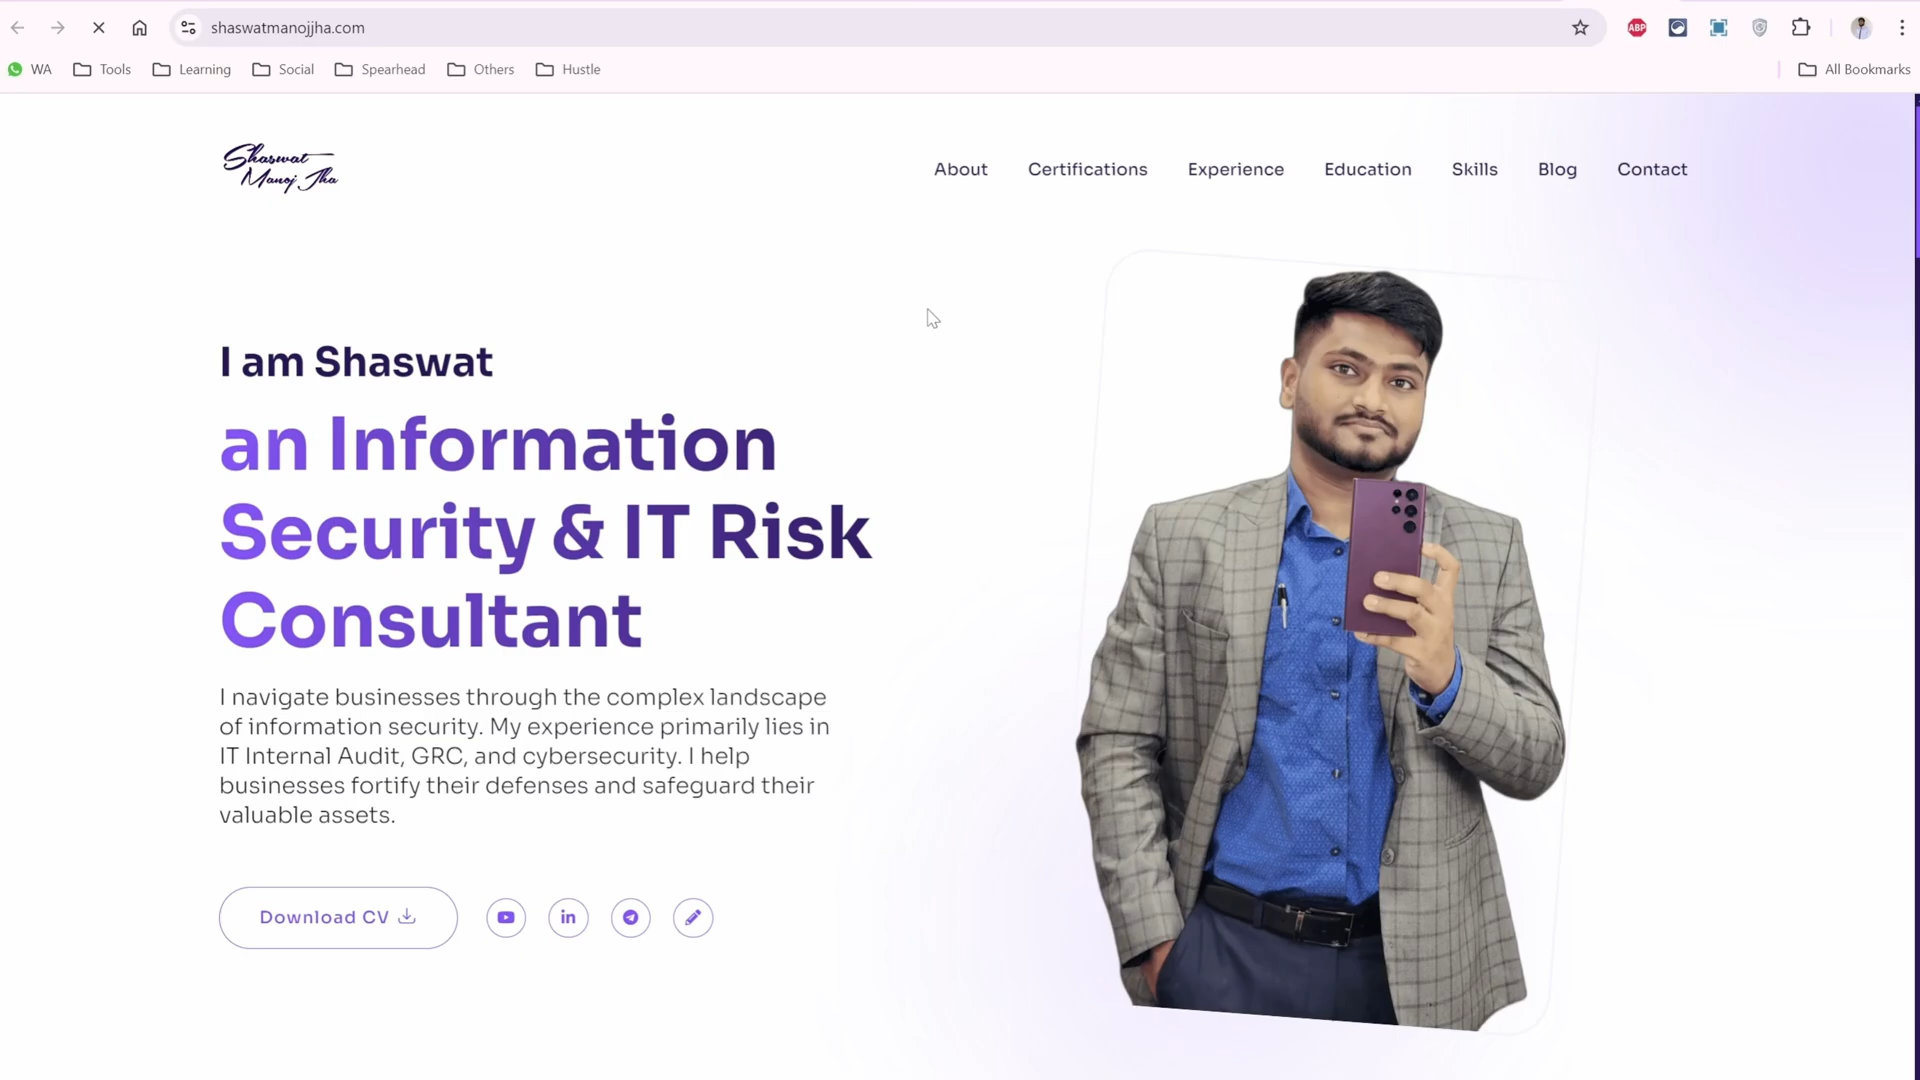 shaswatmanojjha.com
ABP
WA
Tools
Learning
Social
Spearhead
Others
Hustle
All Bookmarks
Shaswat
Manoj Jha
About
Certifications
Experience
Education
Skills
Blog
Contact
I am Shaswat
an Information
Security & IT Risk
Consultant
I navigate businesses through the complex landscape
of information security. My experience primarily lies in
IT Internal Audit, GRC, and cybersecurity. I help
businesses fortify their defenses and safeguard their
valuable assets.
Download CV
in